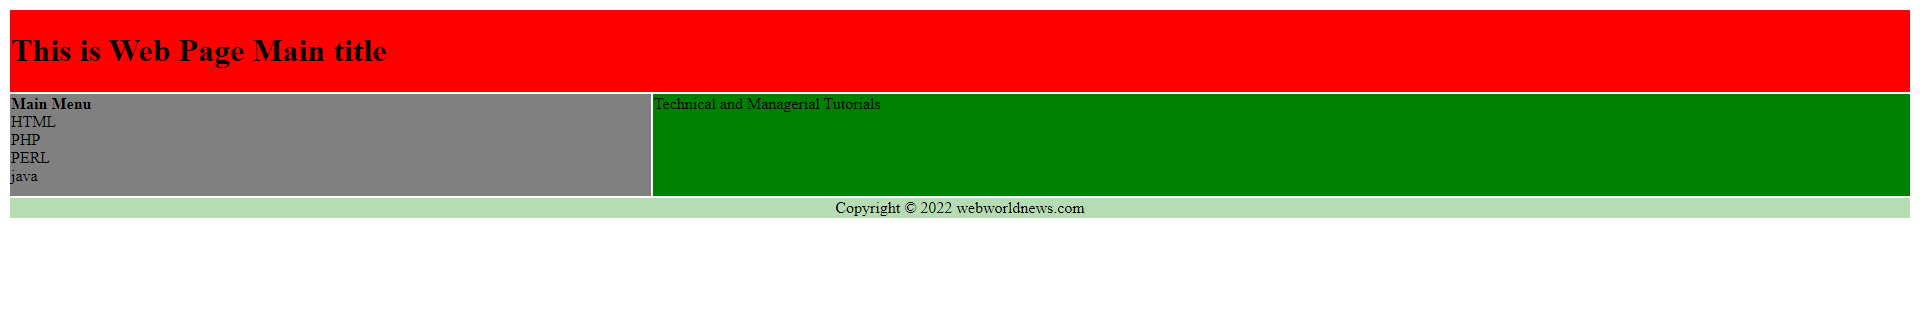 This is Web Page Main title
Main Menu
HTML
PHP
PERL
java
Technical and Managerial Tutorials
Copyright © 2022 webworldnews.com